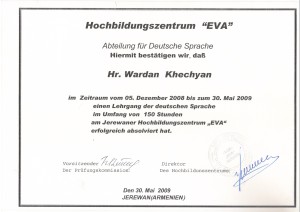 Hochbildungszentrum "EVA"
Abteilung für Deutsche Sprache
Hiermit bestätigen wir, daß
Hr. Wardan Khechyan
im Zeitraum vom 05. Dezember 2008 bis zum 30. Mai 2009
einen Lehrgang der deutschen Sprache
im Umfang von 150 Stunden
am Jerewaner Hochbildungszentrum „EVA"
erfolgreich absolviert hat.
Vorsitzender
Der Prüfungskommission
Direktor
Des Hochbildungszentrums
Den 30. Mai 2009
JEREWAN(ARMENIEN)